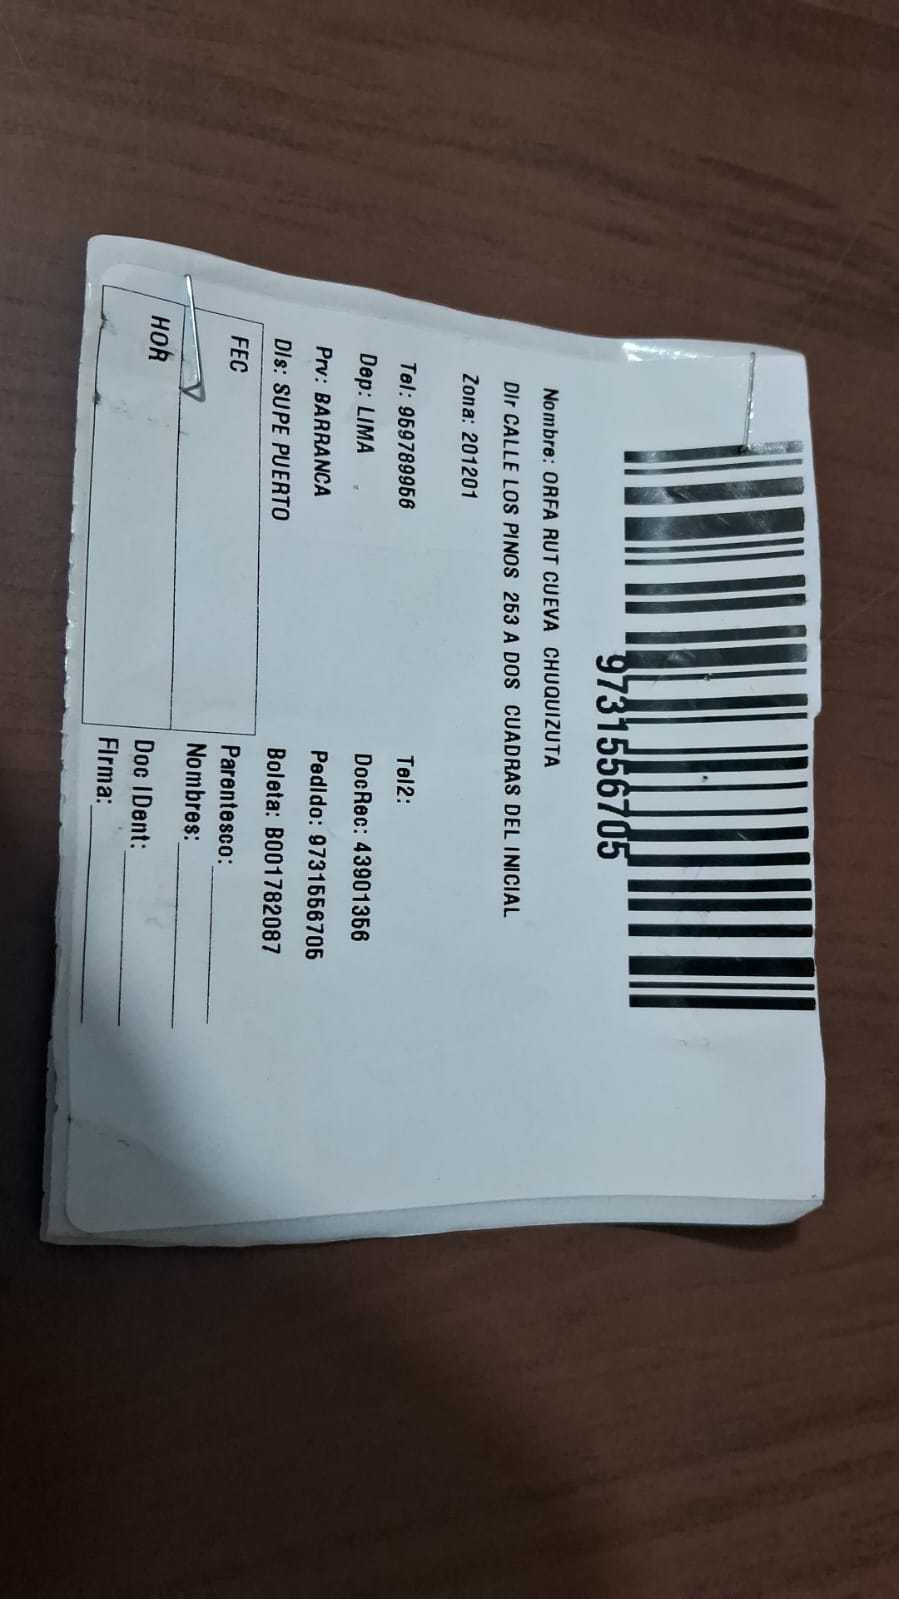 9731556705
Nombre: ORFA RUT CUEVA CHUQUIZUTA
Dir CALLE LOS PINOS 253 A DOS CUADRAS DEL INICIAL
Zona: 201201
Tel: 959789956 Tel2:
Dep: LIMA DocRec: 43901356
Prv: BARRANCA Pedido: 9731556705
Dis: SUPE PUERTO Boleta: B001782087
FEC Parentesco:
Nombres:
HOR Doc IDent:
Firma: